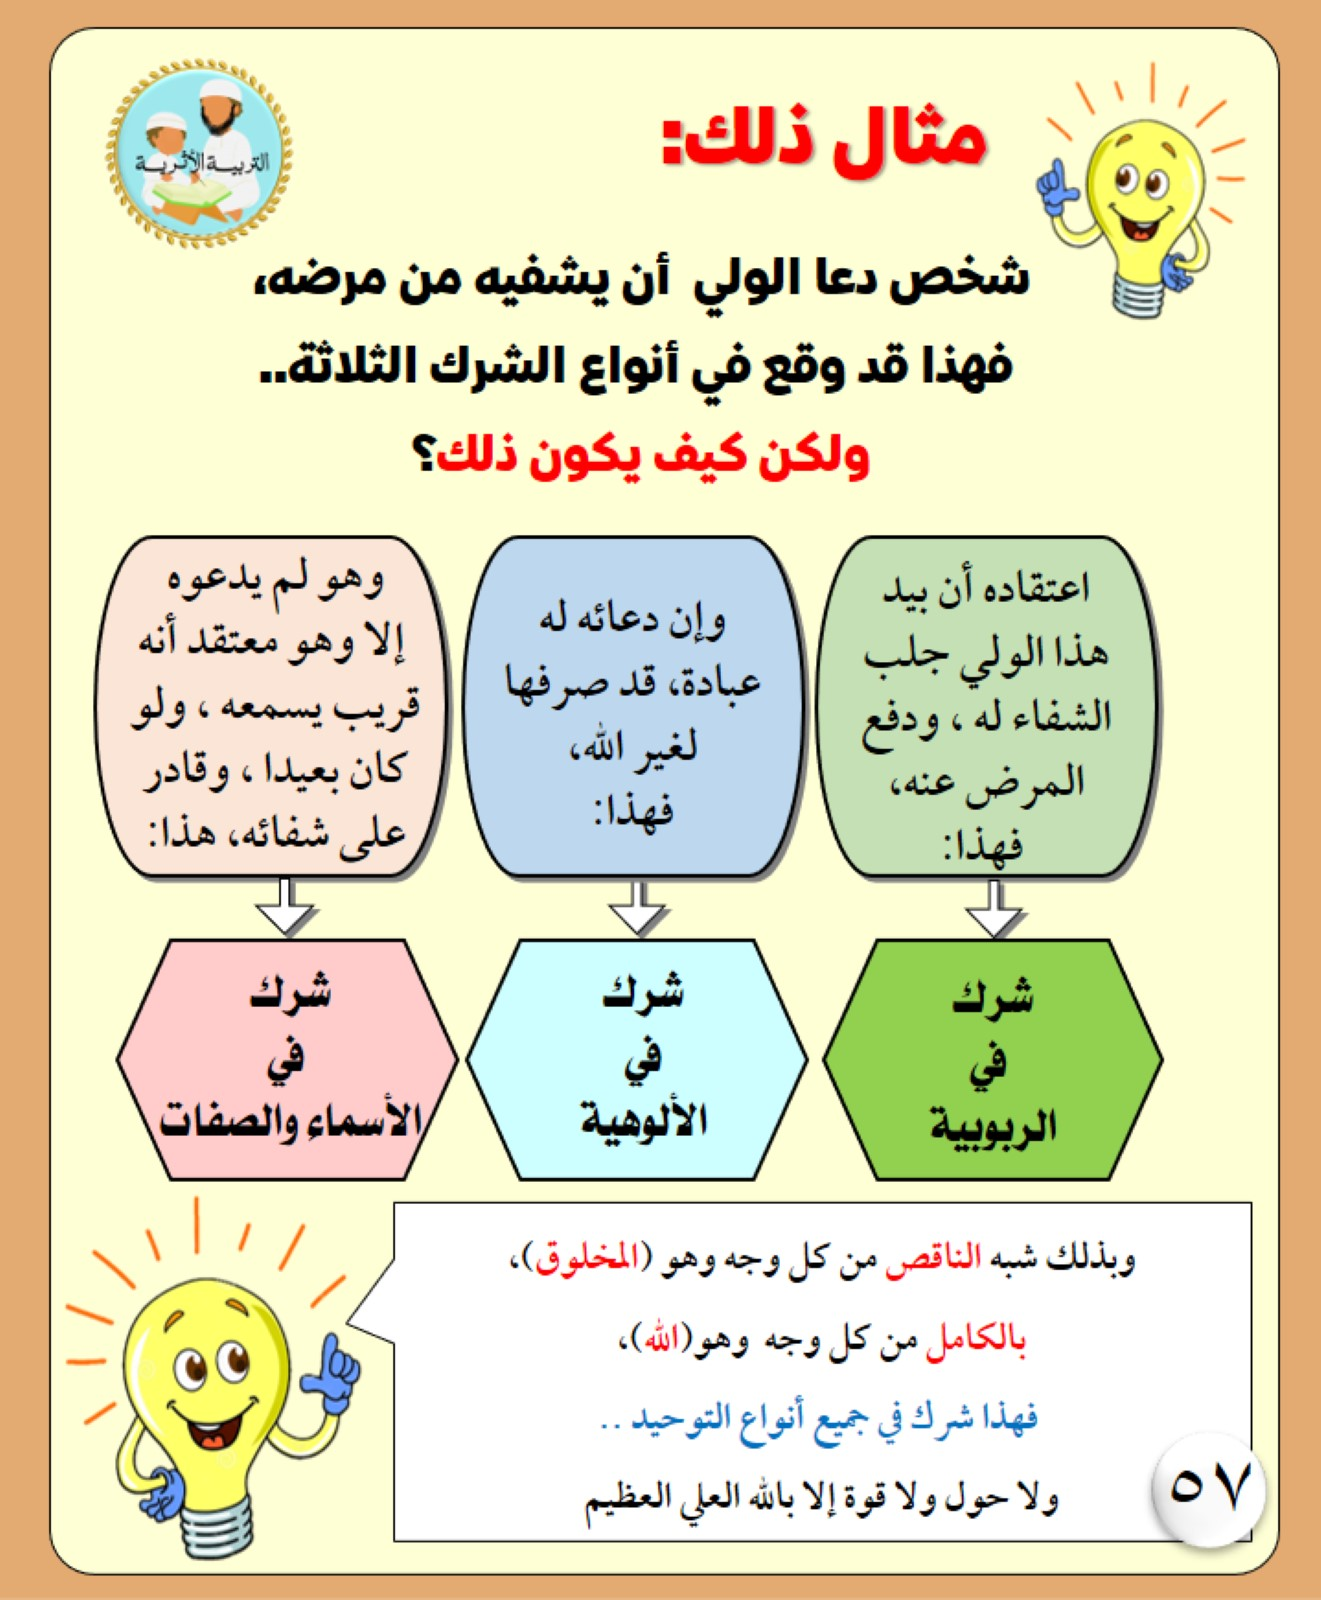 مثال ذلك:
التربية الأثرية
شخص دعا الولي أن يشفيه من مرضه،
فهذا قد وقع في أنواع الشرك الثلاثة..
ولكن كيف يكون ذلك؟
اعتقاده أن بيد
هذا الولي جلب
الشفاء له ، ودفع
المرض عنه،
فهذا:
شرك
في
الربوبية
وإن دعائه له
عبادة، قد صرفها
لغير الله،
فهذا:
شرك
في
الألوهية
وهو لم يدعوه
إلا وهو معتقد أنه
قريب يسمعه ، ولو
كان بعيدا ، وقادر
على شفائه، هذا:
شرك
في
الأسماء والصفات
وبذلك شبه الناقص من كل وجه وهو (المخلوق)،
بالكامل من كل وجه وهو(الله)،
فهذا شرك في جميع أنواع التوحيد ..
ولا حول ولا قوة إلا بالله العلي العظيم
٥٧